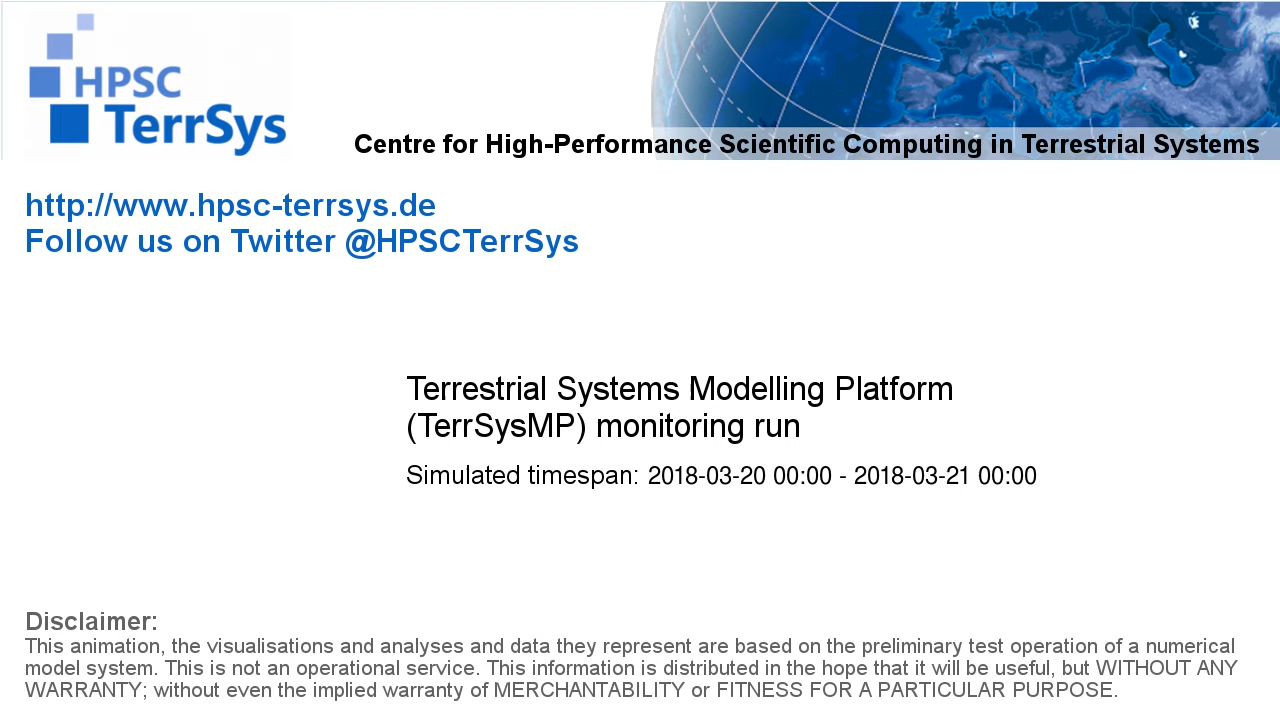 HPSC
TerrSys
Centre for High-Performance Scientific Computing in Terrestrial Systems
http://www.hpsc-terrsys.de
Follow us on Twitter @HPSCTerrSys
Terrestrial Systems Modelling Platform
(TerrSysMP) monitoring run
Simulated timespan: 2018-03-20 00:00 - 2018-03-21 00:00
Disclaimer:
This animation, the visualisations and analyses and data they represent are based on the preliminary test operation of a numerical
model system. This is not an operational service. This information is distributed in the hope that it will be useful, but WITHOUT ANY
WARRANTY; without even the implied warranty of MERCHANTABILITY or FITNESS FOR A PARTICULAR PURPOSE.